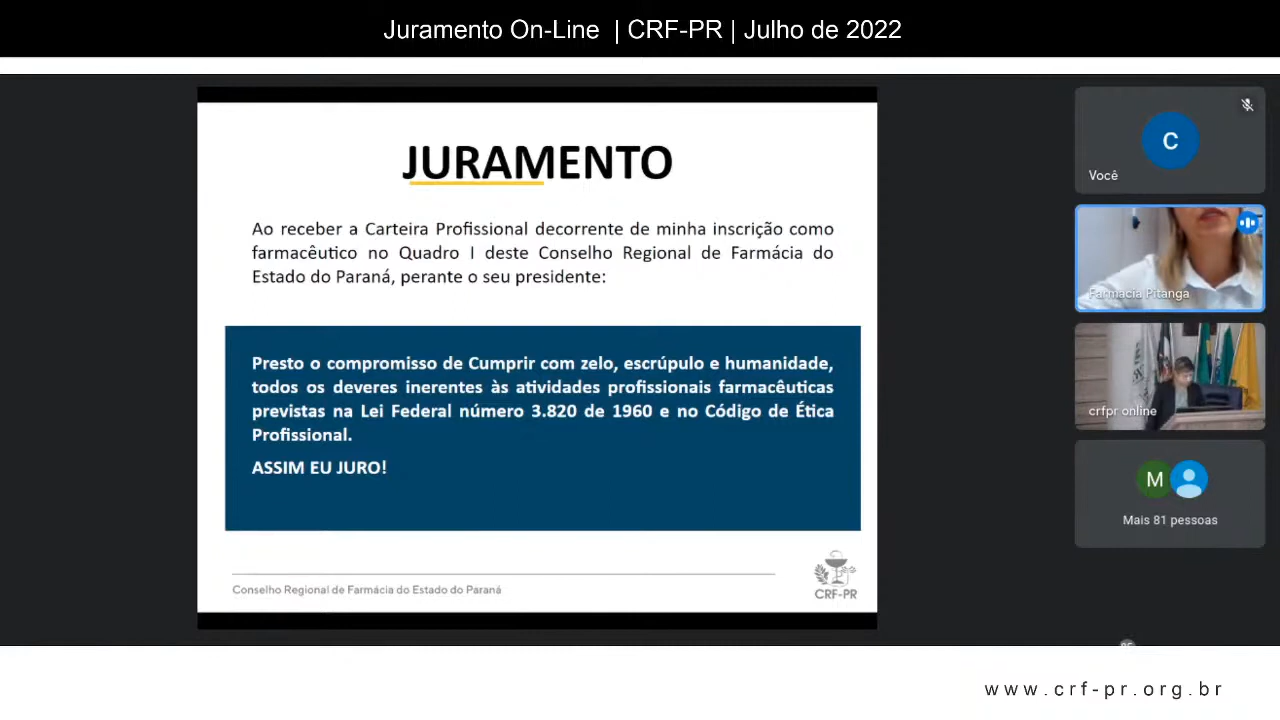 Juramento On-Line | CRF-PR | Julho de 2022
JURAMENTO
Ao receber a Carteira Profissional decorrente de minha inscrição como
farmacêutico no Quadro I deste Conselho Regional de Farmácia do
Estado do Paraná, perante o seu presidente:
Presto o compromisso de Cumprir com zelo, escrúpulo e humanidade,
todos os deveres inerentes às atividades profissionais farmacêuticas
previstas na Lei Federal número 3.820 de 1960 e no Código de Ética
Profissional.
ASSIM EU JURO!
Conselho Regional de Farmácia do Estado do Paraná
CRF-PR
C
Você
Farmacia Pitanga
crfpr online
M
Mais 81 pessoas
www.crf-pr.org.br